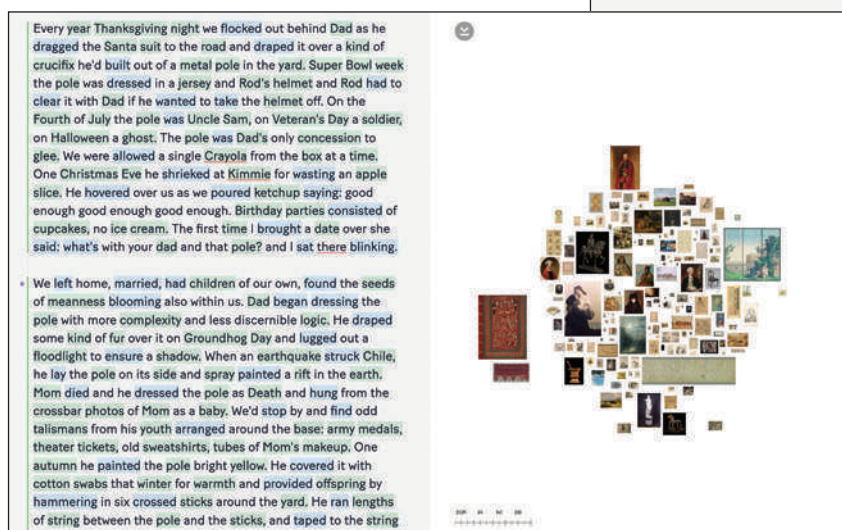 Every year Thanksgiving night we flocked out behind Dad as he
dragged the Santa suit to the road and draped it over a kind of
crucifix he'd built out of a metal pole in the yard. Super Bowl week
the pole was dressed in a jersey and Rod's helmet and Rod had to
clear it with Dad if he wanted to take the helmet off. On the
Fourth of July the pole was Uncle Sam, on Veteran's Day a soldier,
on Halloween a ghost. The pole was Dad's only concession to
glee. We were allowed a single Crayola from the box at a time.
One Christmas Eve he shrieked at Kimmie for wasting an apple
slice. He hovered over us as we poured ketchup saying: good
enough good enough good enough. Birthday parties consisted of
cupcakes, no ice cream. The first time I brought a date over she
said: what's with your dad and that pole? and I sat there blinking.
We left home, married, had children of our own, found the seeds
of meanness blooming also within us. Dad began dressing the
pole with more complexity and less discernible logic. He draped
some kind of fur over it on Groundhog Day and lugged out a
floodlight to ensure a shadow. When an earthquake struck Chile,
he lay the pole on its side and spray painted a rift in the earth.
Mom died and he dressed the pole as Death and hung from the
crossbar photos of Mom as a baby. We'd stop by and find odd
talismans from his youth arranged around the base: army medals,
theater tickets, old sweatshirts, tubes of Mom's makeup. One
autumn he painted the pole bright yellow. He covered it with
cotton swabs that winter for warmth and provided offspring by
hammering in six crossed sticks around the yard. He ran lengths
of string between the pole and the sticks, and taped to the string